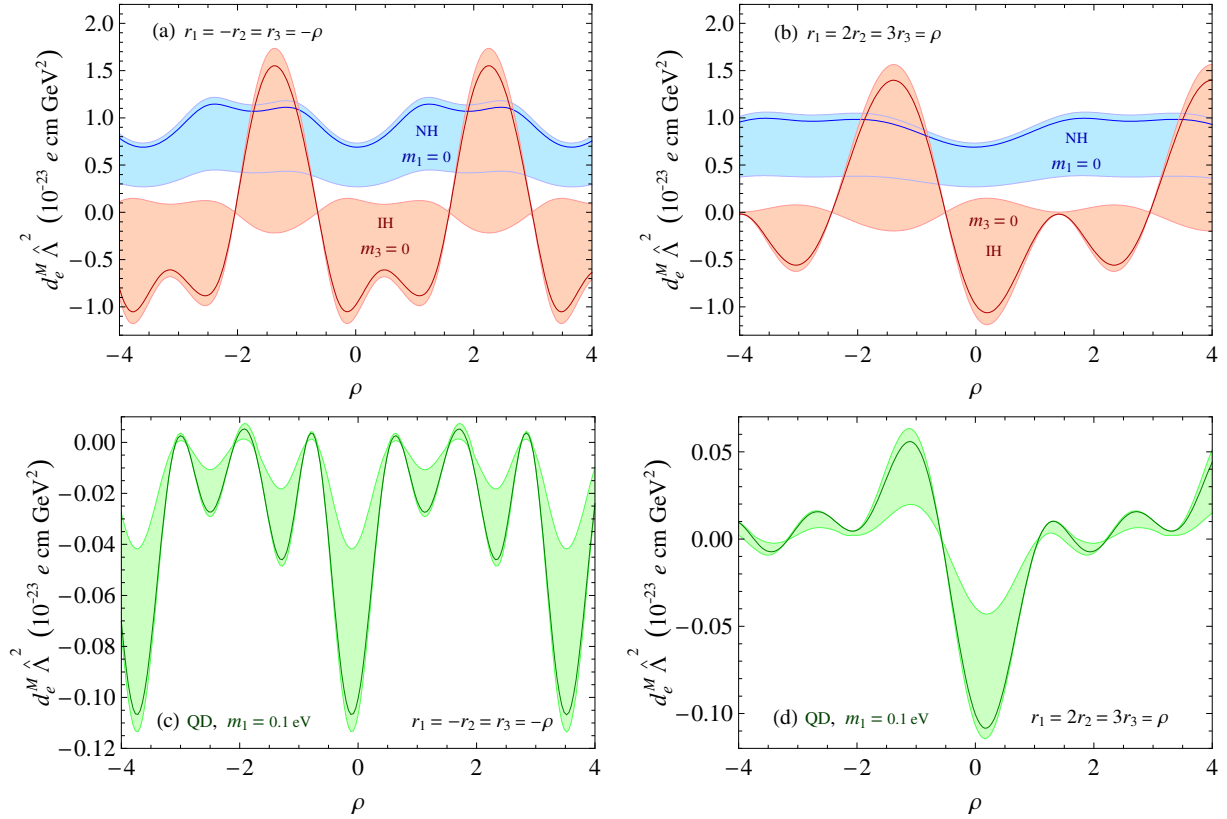 (a) r₁ = −r₂ = r₃ = −ρ
NH
m₁ = 0
IH
m₃ = 0
2.0
1.5
1.0
0.5
0.0
−0.5
−1.0
d_e^M Λ̂² (10⁻²³ e cm GeV²)
−4 −2 0 2 4
ρ
(b) r₁ = 2r₂ = 3r₃ = ρ
NH
m₁ = 0
m₃ = 0
IH
2.0
1.5
1.0
0.5
0.0
−0.5
−1.0
d_e^M Λ̂² (10⁻²³ e cm GeV²)
−4 −2 0 2 4
ρ
0.00
−0.02
−0.04
−0.06
−0.08
−0.10
−0.12
d_e^M Λ̂² (10⁻²³ e cm GeV²)
(c) QD, m₁ = 0.1 eV r₁ = −r₂ = r₃ = −ρ
−4 −2 0 2 4
ρ
0.05
0.00
−0.05
−0.10
d_e^M Λ̂² (10⁻²³ e cm GeV²)
(d) QD, m₁ = 0.1 eV r₁ = 2r₂ = 3r₃ = ρ
−4 −2 0 2 4
ρ